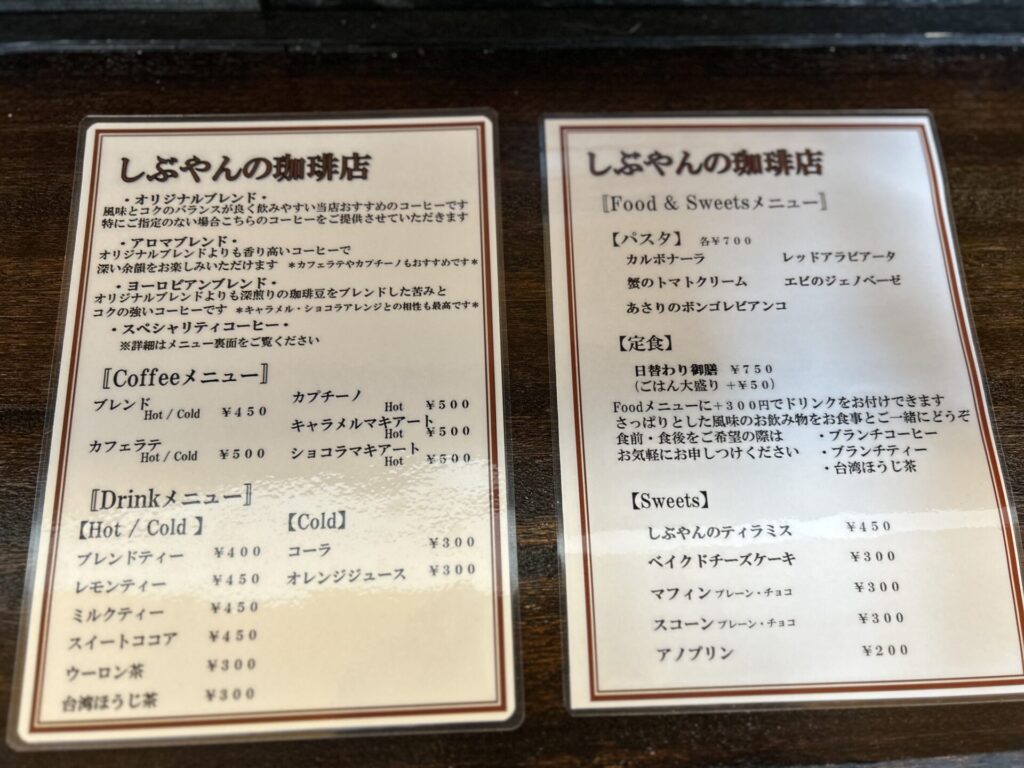 しぶやんの珈琲店
・オリジナルブレンド・
風味とコクのバランスが良く飲みやすい当店おすすめのコーヒーです
特にご指定のない場合こちらのコーヒーをご提供させていただきます
・アロマブレンド・
オリジナルブレンドよりも香り高いコーヒーで
深い余韻をお楽しみいただけます ＊カフェラテやカプチーノもおすすめです＊
・ヨーロピアンブレンド・
オリジナルブレンドよりも深煎りの珈琲豆をブレンドした苦みと
コクの強いコーヒーです ＊キャラメル・ショコラアレンジとの相性も最高です＊
・スペシャリティコーヒー・
※詳細はメニュー裏面をご覧ください
〚Coffeeメニュー〛
ブレンド Hot / Cold ￥450
カフェラテ Hot / Cold ￥500
カプチーノ Hot ￥500
キャラメルマキアート Hot ￥500
ショコラマキアート Hot ￥500
〚Drinkメニュー〛
【Hot / Cold 】
ブレンドティー ￥400
レモンティー ￥450
ミルクティー ￥450
スイートココア ￥450
ウーロン茶 ￥300
台湾ほうじ茶 ￥300
【Cold】
コーラ ￥300
オレンジジュース ￥300
しぶやんの珈琲店
〚Food & Sweetsメニュー〛
【パスタ】 各￥700
カルボナーラ レッドアラビアータ
蟹のトマトクリーム エビのジェノベーゼ
あさりのボンゴレビアンコ
【定食】
日替わり御膳 ￥750
（ごはん大盛り ＋￥50）
Foodメニューに＋300円でドリンクをお付けできます
さっぱりとした風味のお飲み物をお食事とご一緒にどうぞ
食前・食後をご希望の際は ・ブランチコーヒー
お気軽にお申しつけください ・ブランチティー
・台湾ほうじ茶
【Sweets】
しぶやんのティラミス ￥450
ベイクドチーズケーキ ￥300
マフィン プレーン・チョコ ￥300
スコーン プレーン・チョコ ￥300
アノプリン ￥200